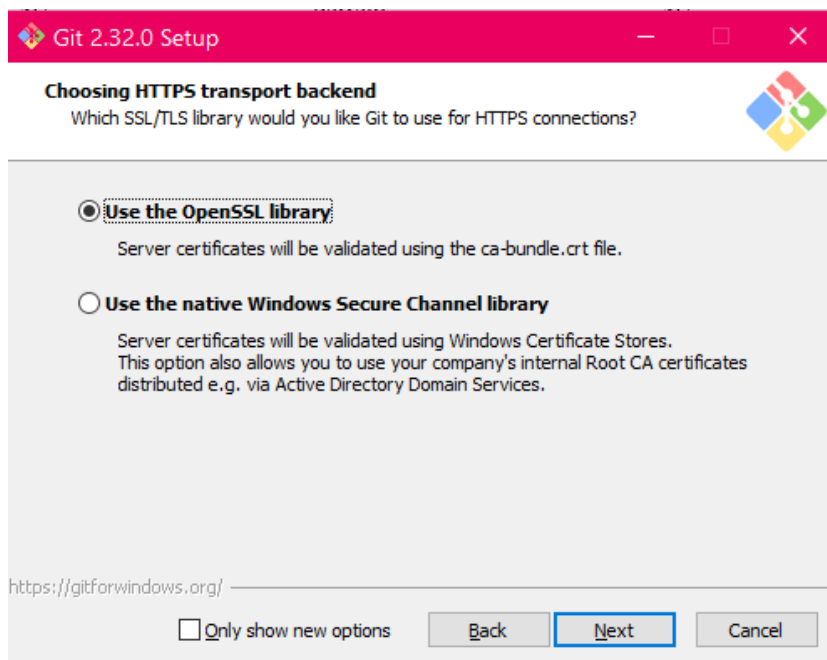 Git 2.32.0 Setup
Choosing HTTPS transport backend
Which SSL/TLS library would you like Git to use for HTTPS connections?
Use the OpenSSL library
Server certificates will be validated using the ca-bundle.crt file.
Use the native Windows Secure Channel library
Server certificates will be validated using Windows Certificate Stores.
This option also allows you to use your company's internal Root CA certificates
distributed e.g. via Active Directory Domain Services.
https://gitforwindows.org/
Only show new options Back Next Cancel